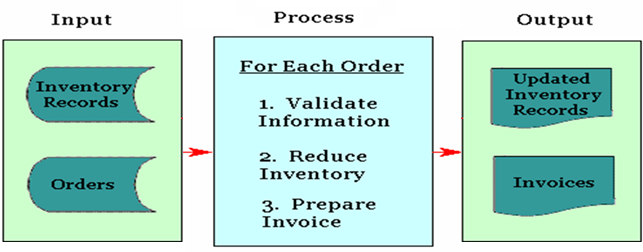 Input
Process
Output
Inventory
Records
Orders
For Each Order
1. Validate
Information
2. Reduce
Inventory
3. Prepare
Invoice
Updated
Inventory
Records
Invoices